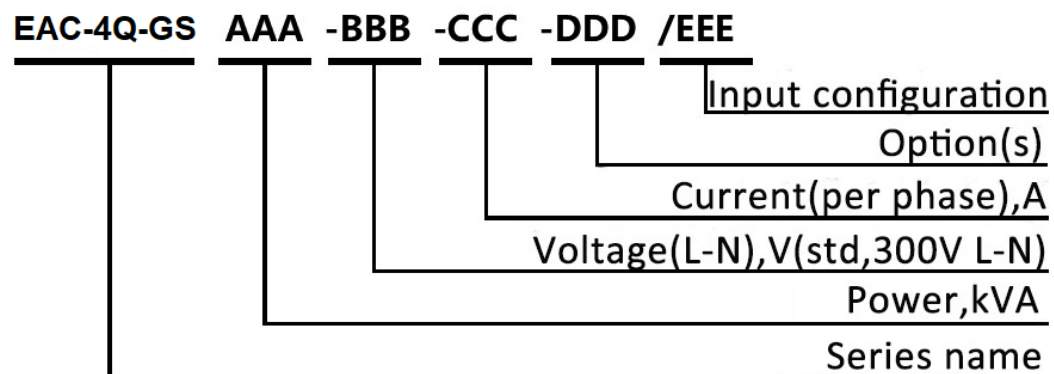 EAC-4Q-GS AAA -BBB -CCC -DDD /EEE
Input configuration
Option(s)
Current(per phase),A
Voltage(L-N),V(std,300V L-N)
Power,kVA
Series name